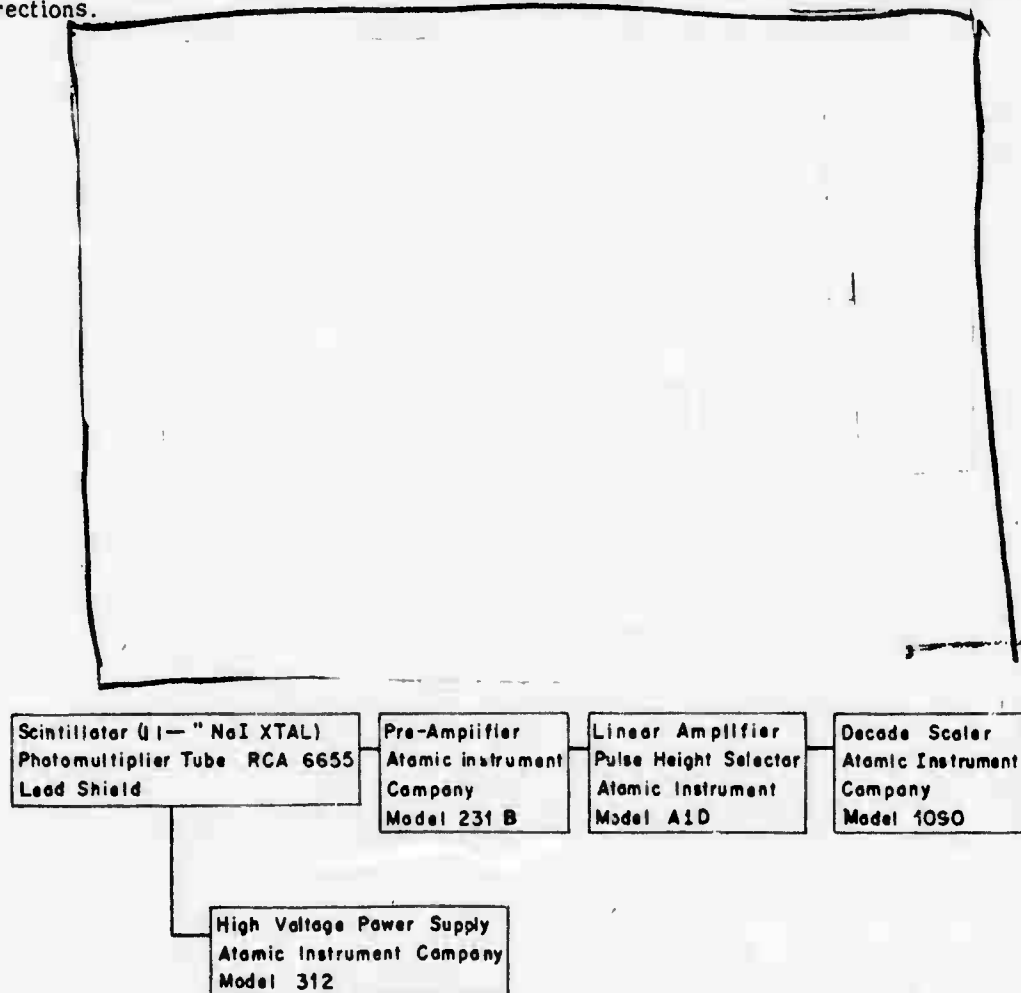 rections.
Scintillator (1 1— " NaI XTAL)
Photomultiplier Tube RCA 6655
Lead Shield
Pre-Amplifier
Atomic instrument
Company
Model 231 B
Linear Amplifier
Pulse Height Selector
Atomic Instrument
Model A1D
Decade Scaler
Atomic Instrument
Company
Model 1090
High Voltage Power Supply
Atomic Instrument Company
Model 312